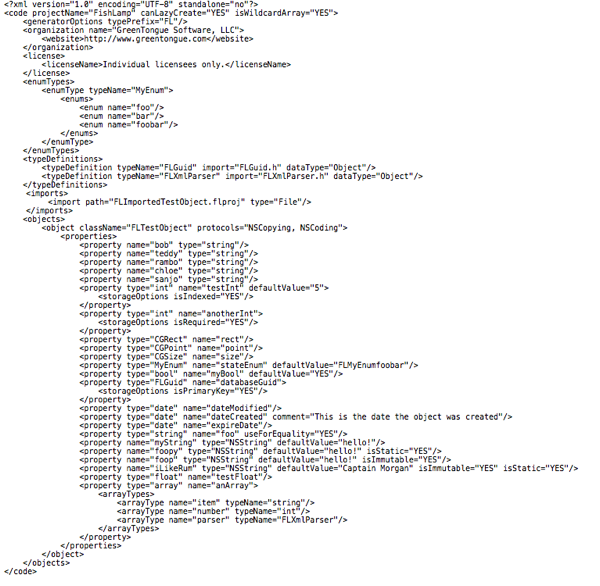 <?xml version="1.0" encoding="UTF-8" standalone="no"?>
<code projectName="FishLamp" canLazyCreate="YES" isWildcardArray="YES">
    <generatorOptions typePrefix="FL"/>
    <organization name="GreenTongue Software, LLC">
        <website>http://www.greentongue.com</website>
    </organization>
    <license>
        <licenseName>Individual licensees only.</licenseName>
    </license>
    <enumTypes>
        <enumType typeName="MyEnum">
            <enums>
                <enum name="foo"/>
                <enum name="bar"/>
                <enum name="foobar"/>
            </enums>
        </enumType>
    </enumTypes>
    <typeDefinitions>
        <typeDefinition typeName="FLGuid" import="FLGuid.h" dataType="Object"/>
        <typeDefinition typeName="FLXmlParser" import="FLXmlParser.h" dataType="Object"/>
    </typeDefinitions>
    <imports>
        <import path="FLImportedTestObject.flproj" type="File"/>
    </imports>
    <objects>
        <object className="FLTestObject" protocols="NSCopying, NSCoding">
            <properties>
                <property name="bob" type="string"/>
                <property name="teddy" type="string"/>
                <property name="rambo" type="string"/>
                <property name="chloe" type="string"/>
                <property name="sanjo" type="string"/>
                <property type="int" name="testInt" defaultValue="5">
                    <storageOptions isIndexed="YES"/>
                </property>
                <property type="int" name="anotherInt">
                    <storageOptions isRequired="YES"/>
                </property>
                <property type="CGRect" name="rect"/>
                <property type="CGPoint" name="point"/>
                <property type="CGSize" name="size"/>
                <property type="MyEnum" name="stateEnum" defaultValue="FLMyEnumfoobar"/>
                <property type="bool" name="myBool" defaultValue="YES"/>
                <property type="FLGuid" name="databaseGuid">
                    <storageOptions isPrimaryKey="YES"/>
                </property>
                <property type="date" name="dateModified"/>
                <property type="date" name="dateCreated" comment="This is the date the object was created"/>
                <property type="date" name="expireDate"/>
                <property type="string" name="foo" useForEquality="YES"/>
                <property name="myString" type="NSString" defaultValue="hello!"/>
                <property name="foopy" type="NSString" defaultValue="hello!" isStatic="YES"/>
                <property name="foop" type="NSString" defaultValue="hello!" isImmutable="YES"/>
                <property name="iLikeRum" type="NSString" defaultValue="Captain Morgan" isImmutable="YES" isStatic="YES"/>
                <property type="float" name="testFloat"/>
                <property type="array" name="anArray">
                    <arrayTypes>
                        <arrayType name="item" typeName="string"/>
                        <arrayType name="number" typeName="int"/>
                        <arrayType name="parser" typeName="FLXmlParser"/>
                    </arrayTypes>
                </property>
            </properties>
        </object>
    </objects>
</code>